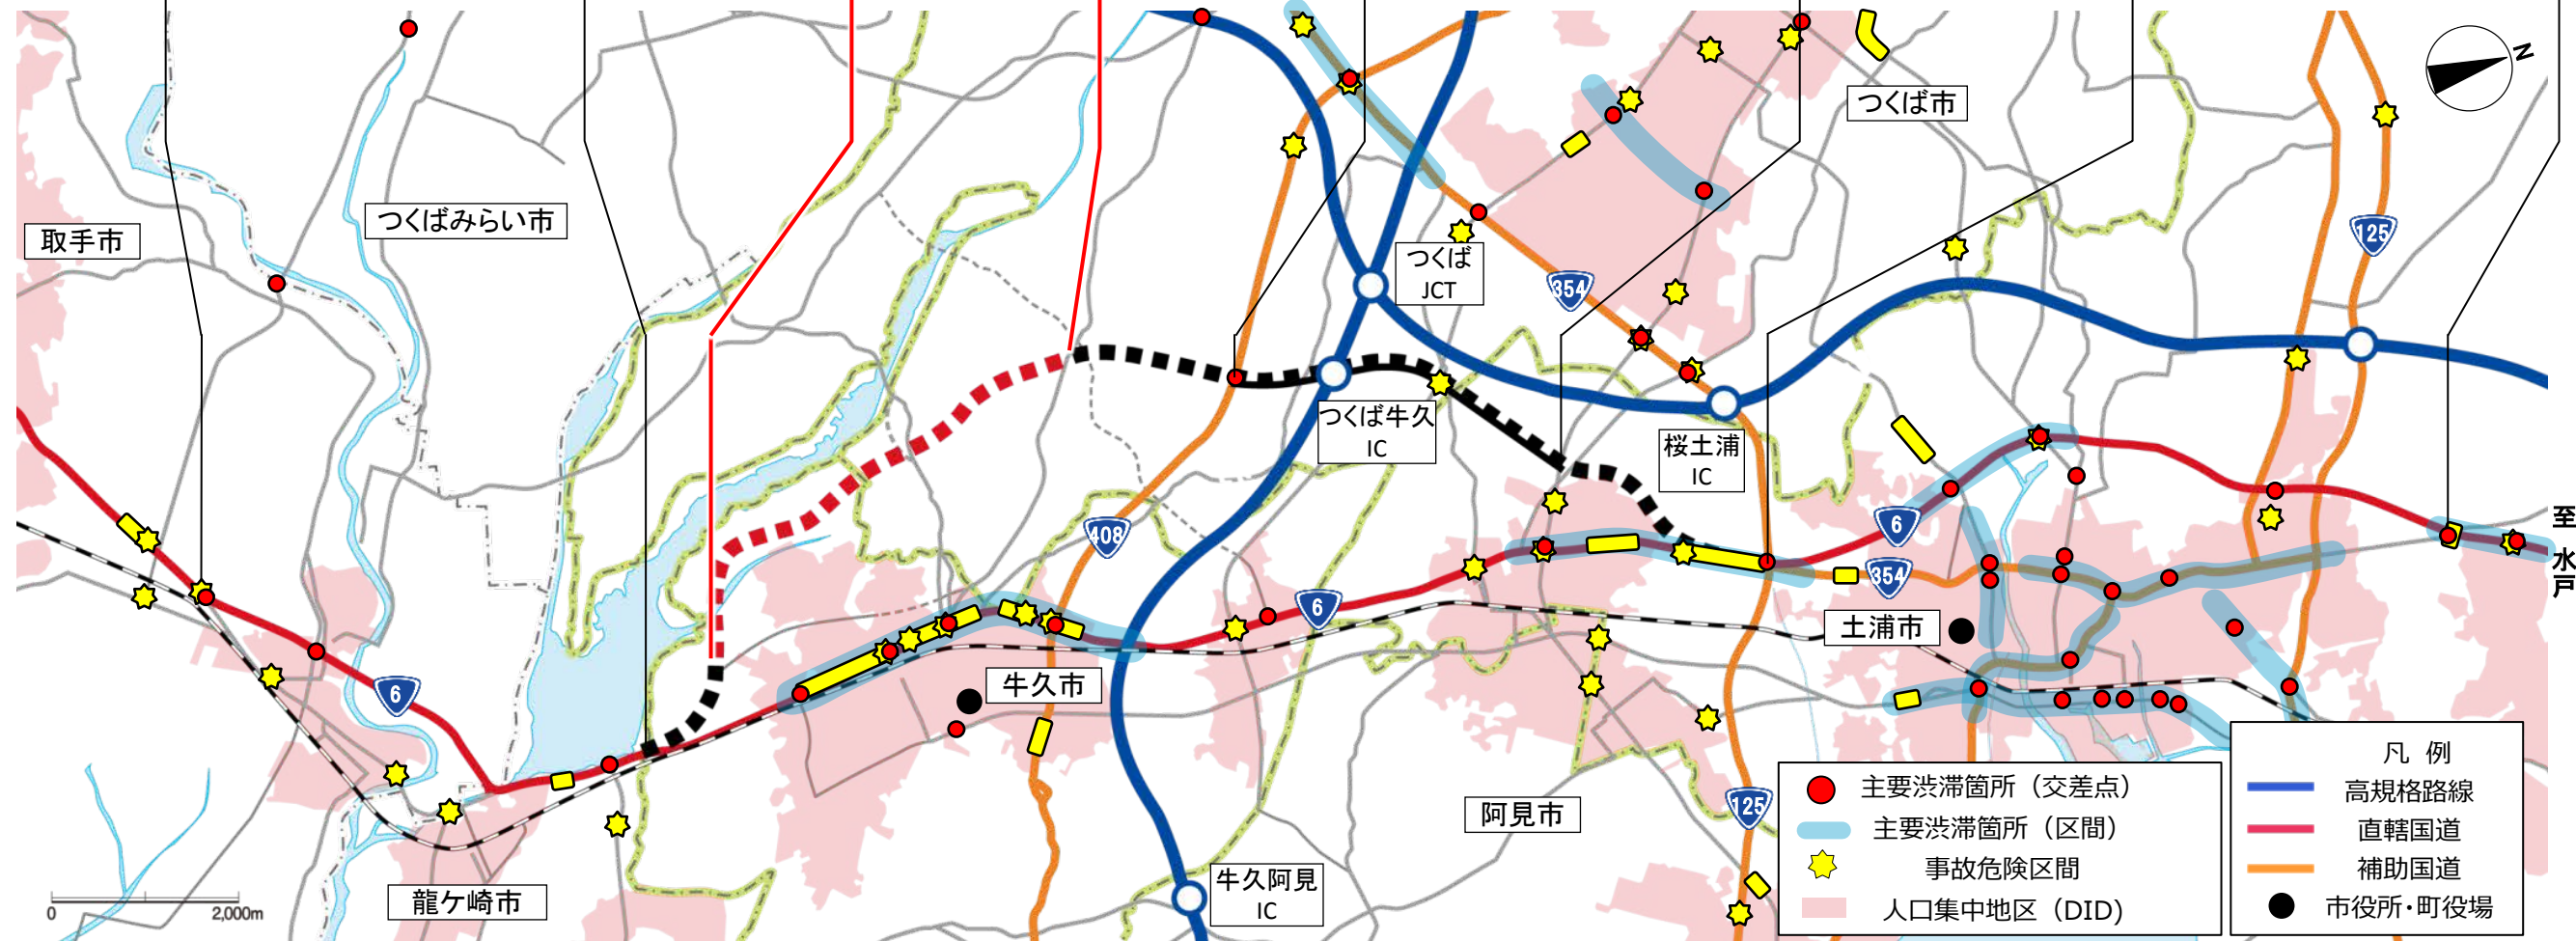 N
つくば市
取手市
つくばみらい市
125
つくば
JCT
354
つくば牛久
IC
桜土浦
IC
408
6
354
至 水戸
6
土浦市
6
牛久市
阿見市
125
牛久阿見
IC
龍ケ崎市
0
2,000m
主要渋滞箇所（交差点）
主要渋滞箇所（区間）
事故危険区間
人口集中地区（DID）
凡 例
高規格路線
直轄国道
補助国道
市役所・町役場